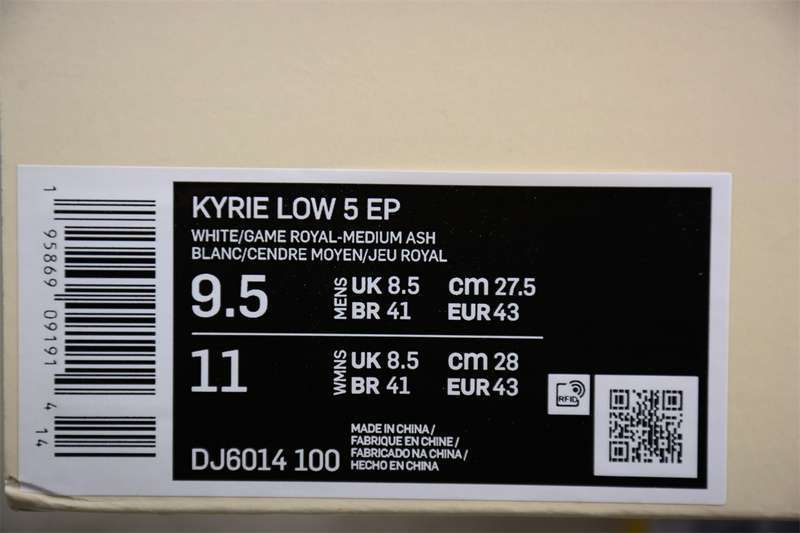 KYRIE LOW 5 EP
WHITE/GAME ROYAL-MEDIUM ASH
BLANC/CENDRE MOYEN/JEU ROYAL
9.5 MENS UK 8.5 cm 27.5
BR 41 EUR 43
11 WMNS UK 8.5 cm 28
BR 41 EUR 43
RFID
DJ6014 100
MADE IN CHINA/
FABRIQUE EN CHINE/
FABRICADO NA CHINA/
HECHO EN CHINA
1 95869 09191 4 14